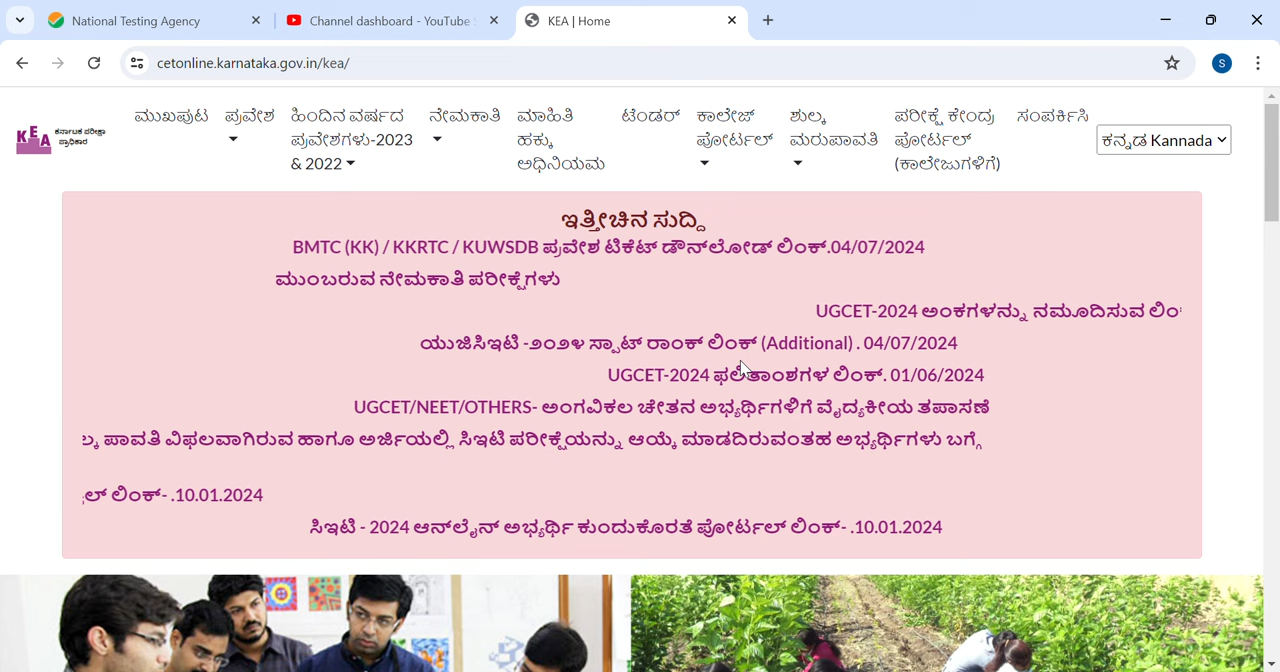 National Testing Agency
Channel dashboard - YouTube
KEA | Home
cetonline.karnataka.gov.in/kea/
S
KEA
ಕರ್ನಾಟಕ ಪರೀಕ್ಷಾ
ಪ್ರಾಧಿಕಾರ
ಮುಖಪುಟ
ಪ್ರವೇಶ
ಹಿಂದಿನ ವರ್ಷದ
ಪ್ರವೇಶಗಳು-2023
& 2022
ನೇಮಕಾತಿ
ಮಾಹಿತಿ
ಹಕ್ಕು
ಅಧಿನಿಯಮ
ಟೆಂಡರ್
ಕಾಲೇಜ್
ಪೋರ್ಟಲ್
ಶುಲ್ಕ
ಮರುಪಾವತಿ
ಪರೀಕ್ಷೆ ಕೇಂದ್ರ
ಪೋರ್ಟಲ್
(ಕಾಲೇಜುಗಳಿಗೆ)
ಸಂಪರ್ಕಿಸಿ
ಕನ್ನಡ Kannada
ಇತ್ತೀಚಿನ ಸುದ್ದಿ
BMTC (KK) / KKRTC / KUWSDB ಪ್ರವೇಶ ಟಿಕೆಟ್ ಡೌನ್‌ಲೋಡ್ ಲಿಂಕ್.04/07/2024
ಮುಂಬರುವ ನೇಮಕಾತಿ ಪರೀಕ್ಷೆಗಳು
UGCET-2024 ಅಂಕಗಳನ್ನು ನಮೂದಿಸುವ
ಯುಜಿಸಿಇಟಿ -೨೦೨೪ ಸ್ಪಾಟ್ ರಾಂಕ್ ಲಿಂಕ್ (Additional) . 04/07/2024
UGCET-2024 ಫಲಿತಾಂಶಗಳ ಲಿಂಕ್. 01/06/2024
UGCET/NEET/OTHERS- ಅಂಗವಿಕಲ ಚೇತನ ಅಭ್ಯರ್ಥಿಗಳಿಗೆ ವೈದ್ಯಕೀಯ ತಪಾಸಣೆ
ಪಾವತಿ ವಿಫಲವಾಗಿರುವ ಹಾಗೂ ಅರ್ಜಿಯಲ್ಲಿ ಸಿಇಟಿ ಪರೀಕ್ಷೆಯನ್ನು ಆಯ್ಕೆ ಮಾಡದಿರುವಂತಹ ಅಭ್ಯರ್ಥಿಗಳು ಬಗ್ಗೆ
ಲಿಂಕ್- .10.01.2024
ಸಿಇಟಿ - 2024 ಆನ್‌ಲೈನ್ ಅಭ್ಯರ್ಥಿ ಕುಂದುಕೊರತೆ ಪೋರ್ಟಲ್ ಲಿಂಕ್- .10.01.2024